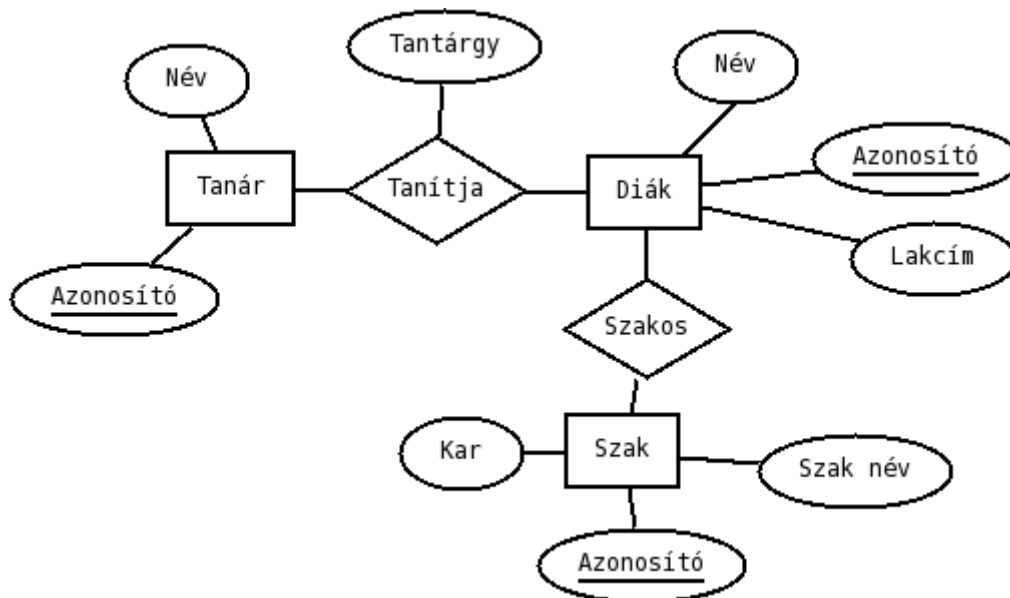 Tantárgy
Név
Név
Azonosító
Tanár
Tanítja
Diák
Lakcím
Azonosító
Szakos
Kar
Szak
Szak név
Azonosító